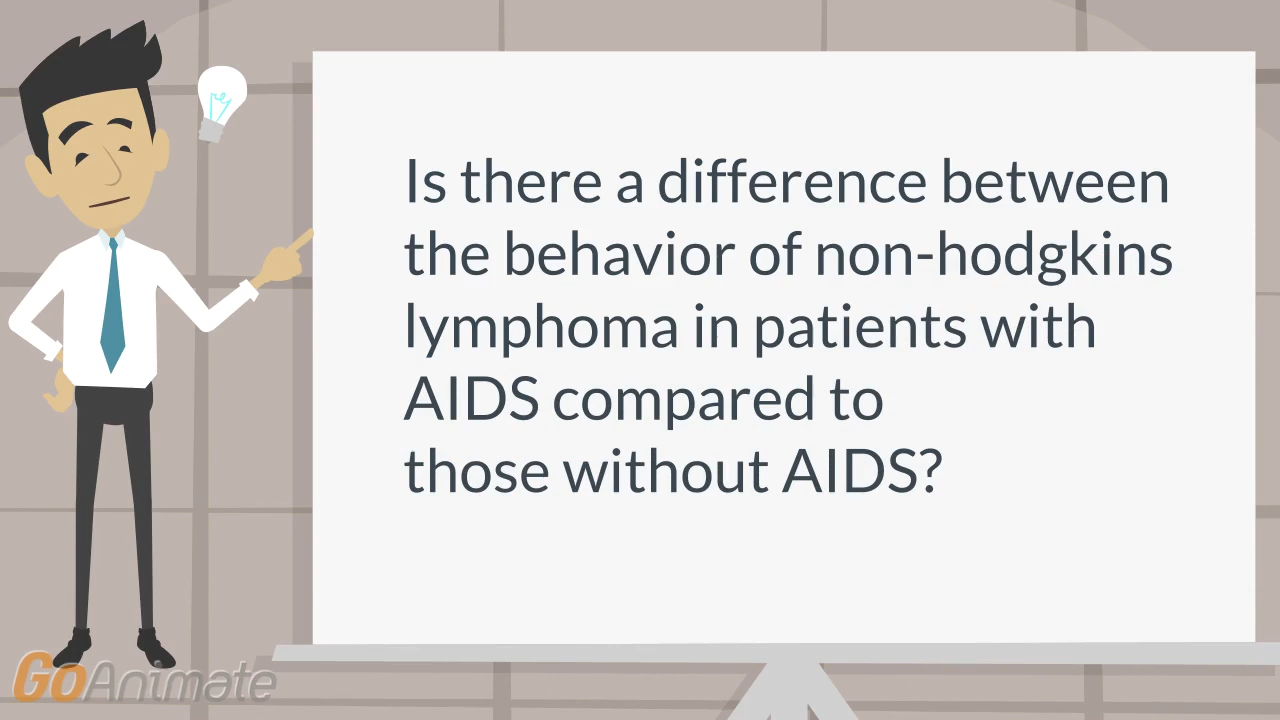 Is there a difference between
the behavior of non-hodgkins
lymphoma in patients with
AIDS compared to
those without AIDS?
GoAnimate